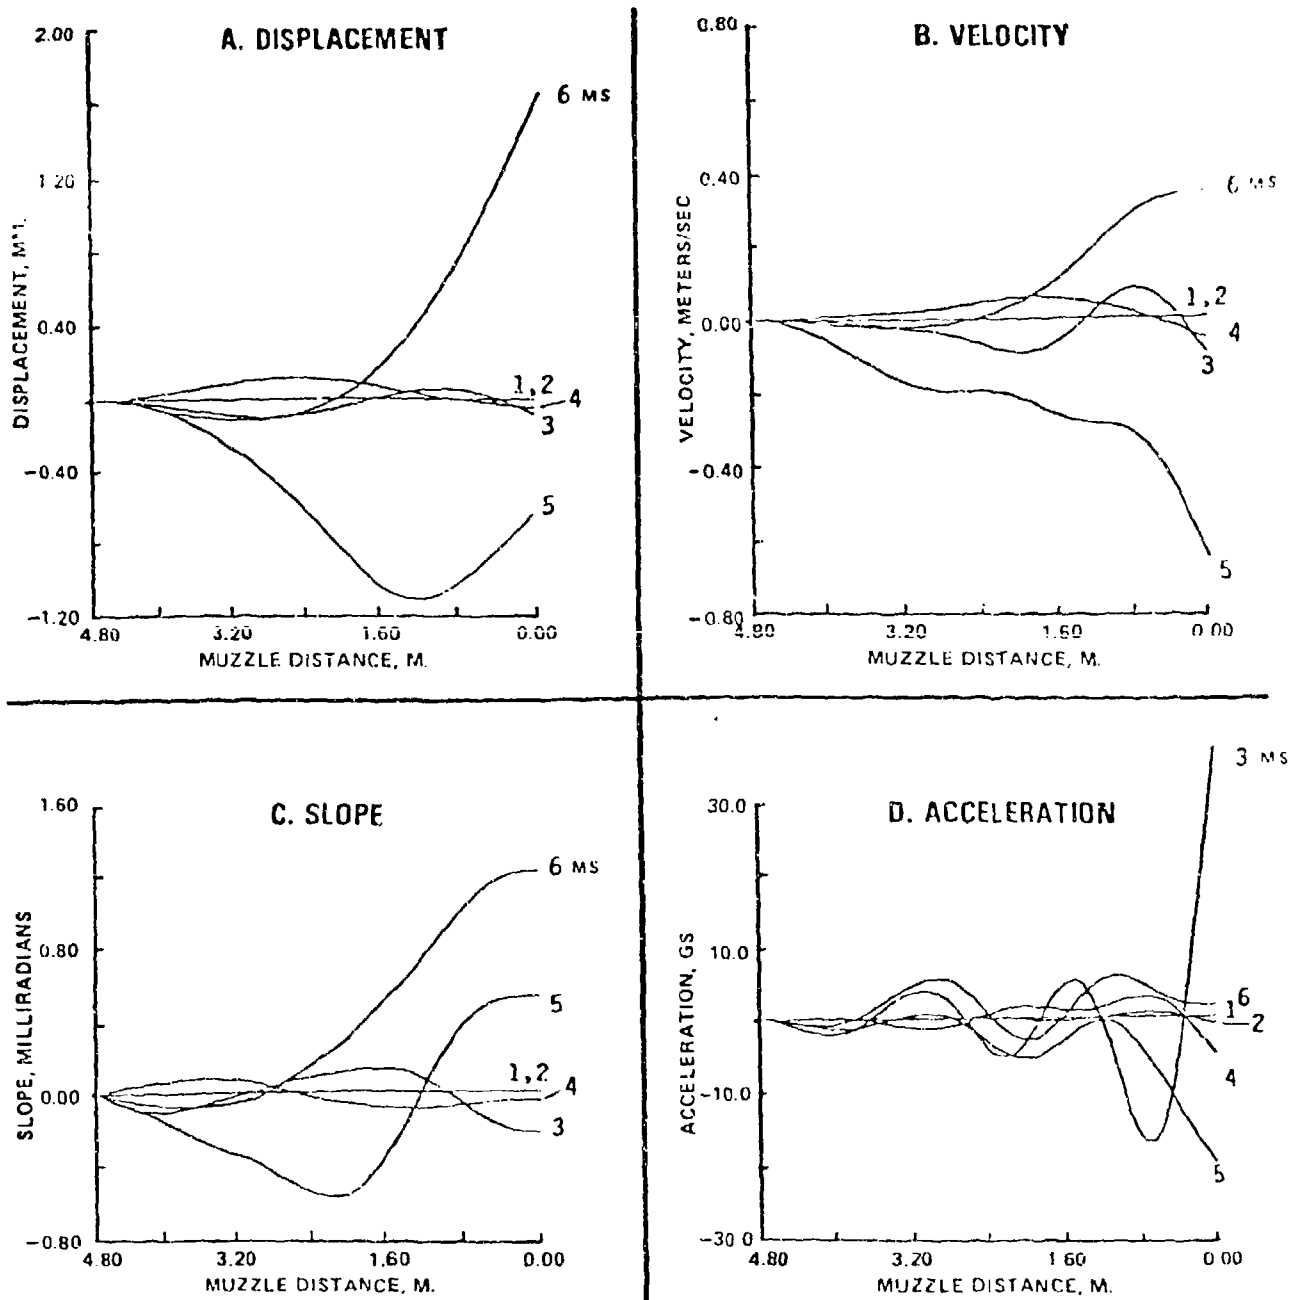 A. DISPLACEMENT
2.00
1.20
0.40
-0.40
-1.20
DISPLACEMENT, MM.
6 MS
1,2
4
3
5
4.80 3.20 1.60 0.00
MUZZLE DISTANCE, M.
B. VELOCITY
0.80
0.40
0.00
-0.40
-0.80
VELOCITY, METERS/SEC
6 MS
1,2
4
3
5
4.80 3.20 1.60 0.00
MUZZLE DISTANCE, M.
C. SLOPE
1.60
0.80
0.00
-0.80
SLOPE, MILLIRADIANS
6 MS
5
1,2
4
3
4.80 3.20 1.60 0.00
MUZZLE DISTANCE, M.
D. ACCELERATION
30.0
10.0
-10.0
-30.0
ACCELERATION, GS
3 MS
6
1
2
4
5
4.80 3.20 1.60 0.00
MUZZLE DISTANCE, M.